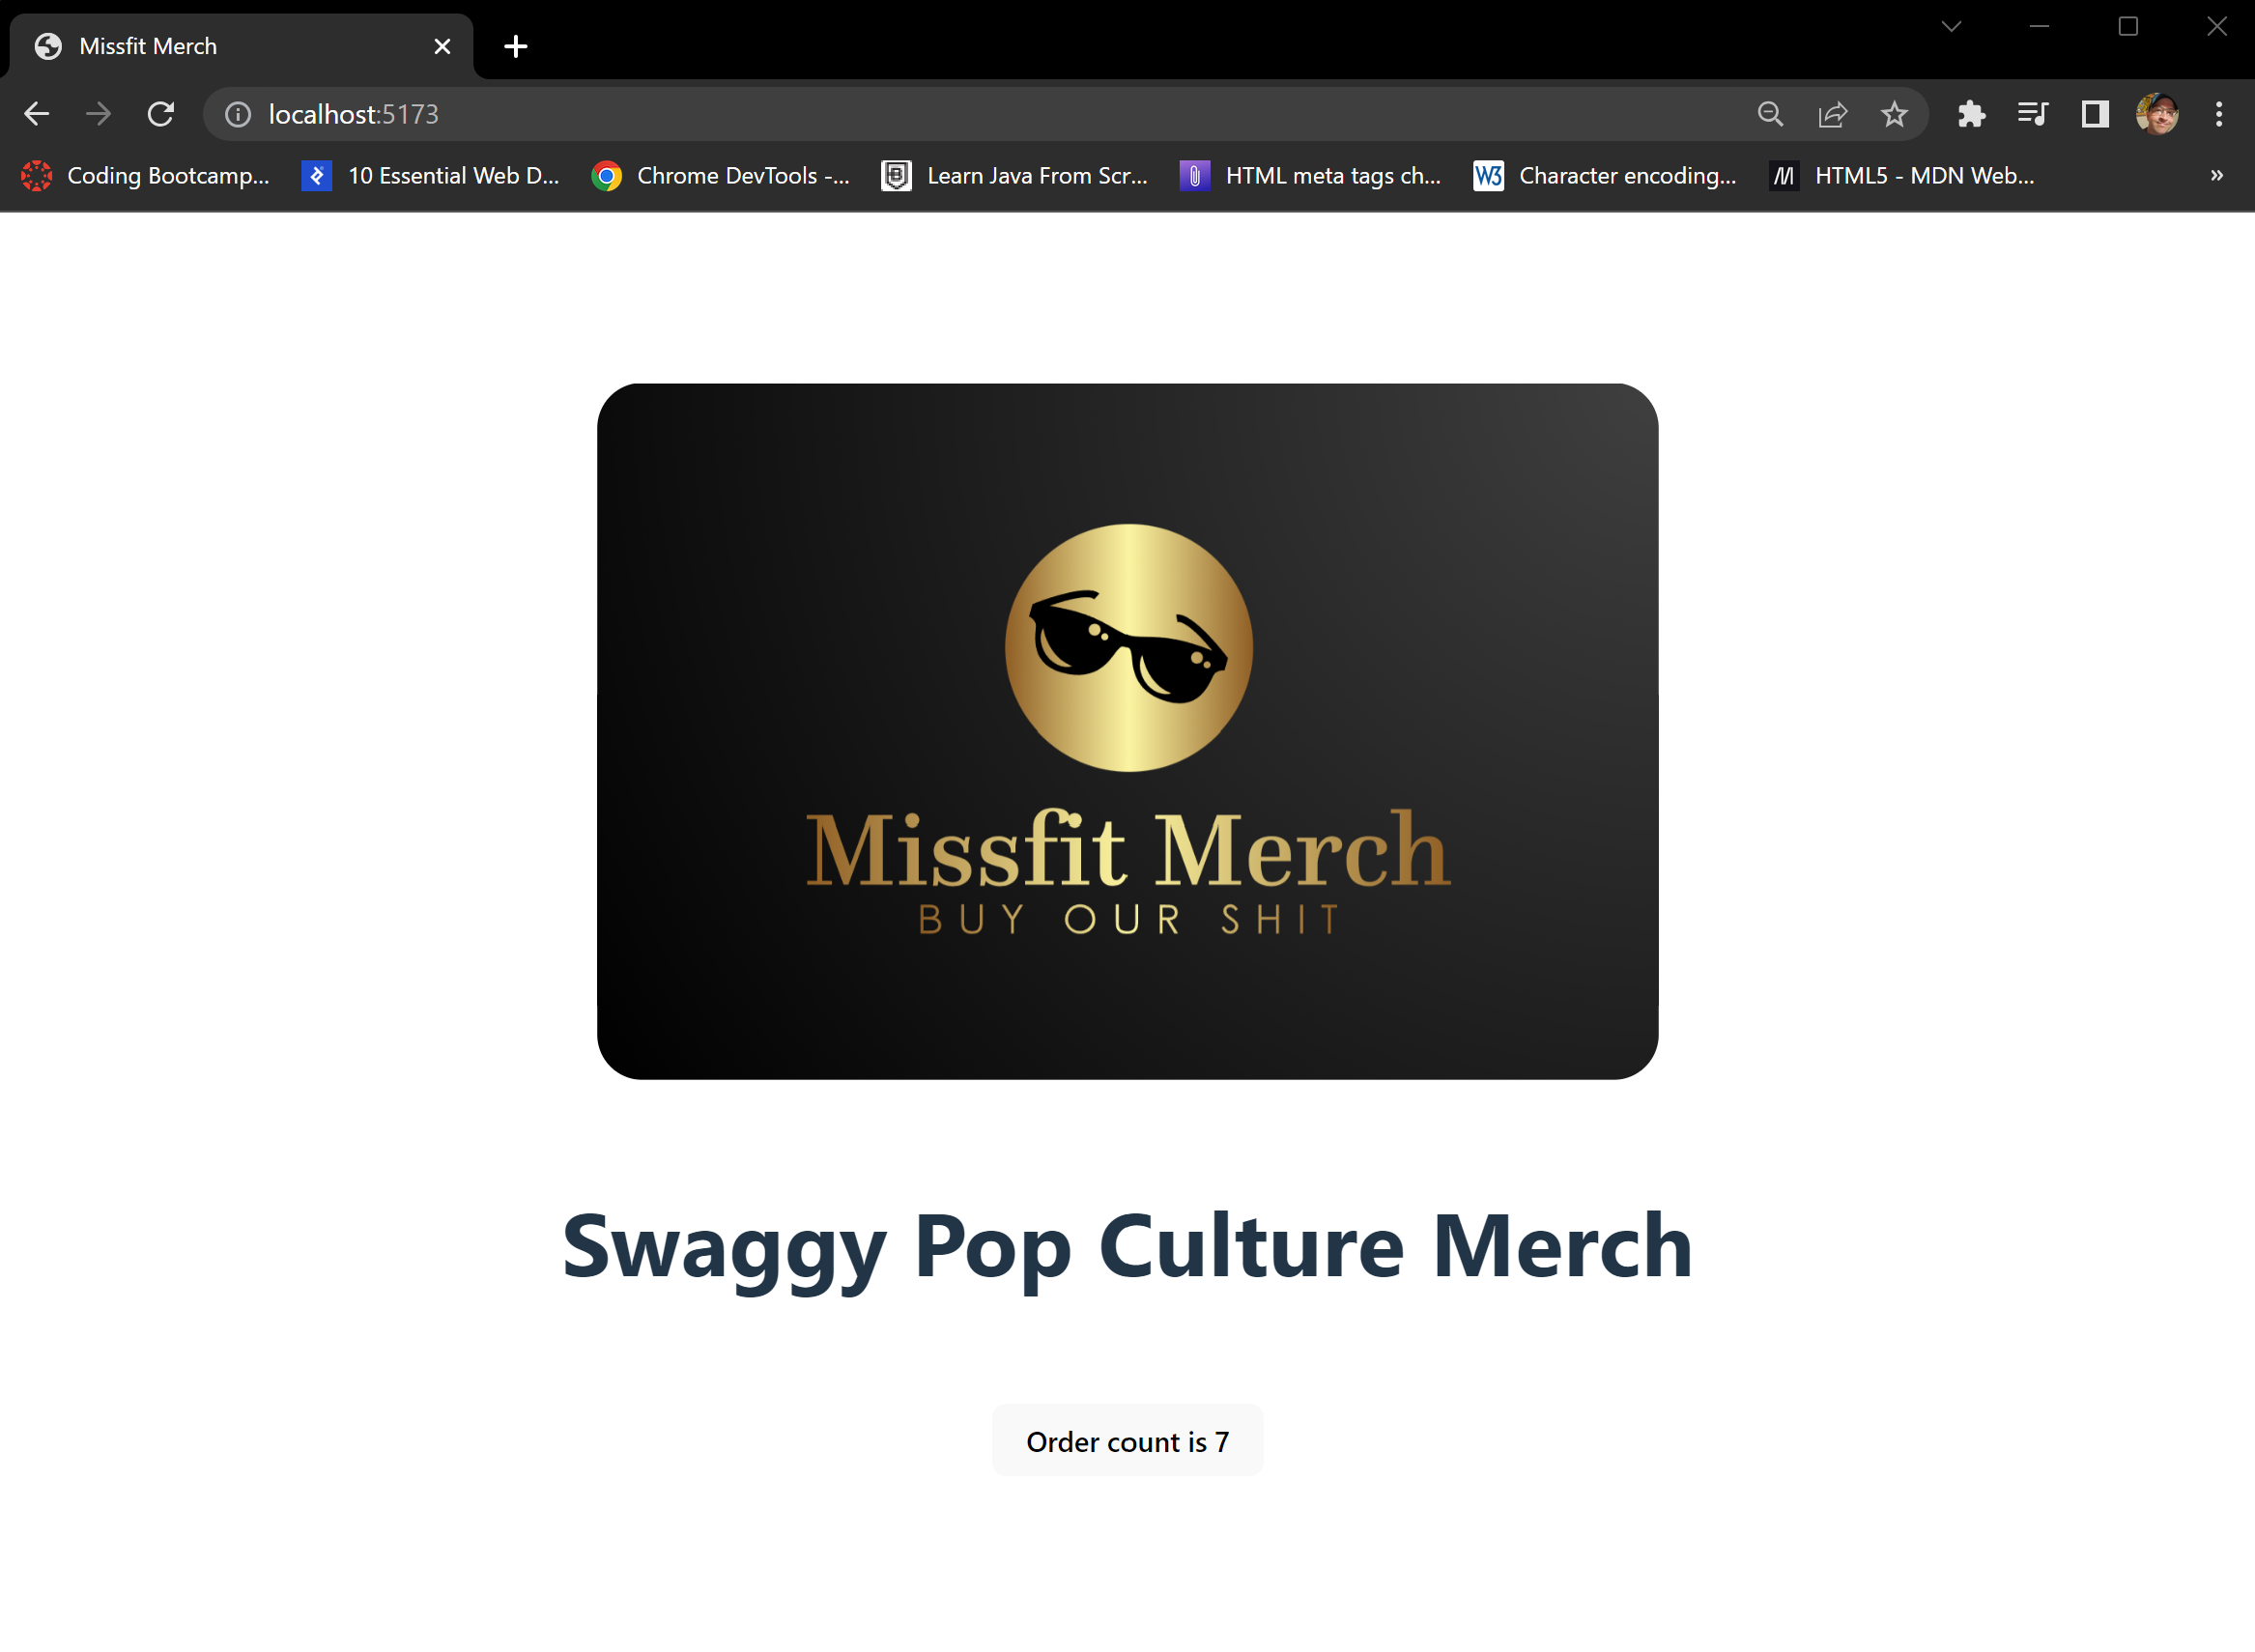 Missfit Merch
localhost:5173
Coding Bootcamp...
10 Essential Web D...
Chrome DevTools -...
Learn Java From Scr...
HTML meta tags ch...
W3
Character encoding...
HTML5 - MDN Web...
Missfit Merch
BUY OUR SHIT
Swaggy Pop Culture Merch
Order count is 7